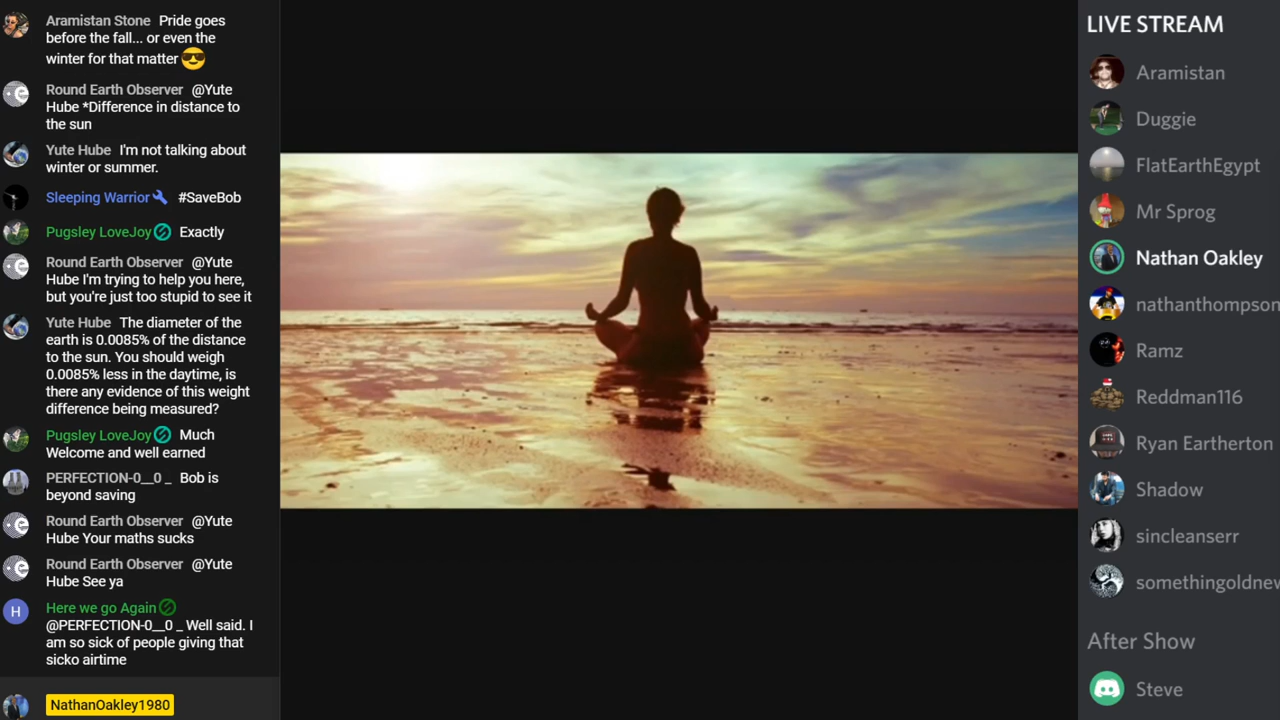 Aramistan Stone Pride goes
before the fall... or even the
winter for that matter 😎
Round Earth Observer @Yute
Hube *Difference in distance to
the sun
Yute Hube I'm not talking about
winter or summer.
Sleeping Warrior #SaveBob
Pugsley LoveJoy Exactly
Round Earth Observer @Yute
Hube I'm trying to help you here,
but you're just too stupid to see it
Yute Hube The diameter of the
earth is 0.0085% of the distance
to the sun. You should weigh
0.0085% less in the daytime, is
there any evidence of this weight
difference being measured?
Pugsley LoveJoy Much
Welcome and well earned
PERFECTION-0__0 _ Bob is
beyond saving
Round Earth Observer @Yute
Hube Your maths sucks
Round Earth Observer @Yute
Hube See ya
H
Here we go Again
@PERFECTION-0__0 _ Well said. I
am so sick of people giving that
sicko airtime
NathanOakley1980
LIVE STREAM
Aramistan
Duggie
FlatEarthEgypt
Mr Sprog
Nathan Oakley
nathanthompson
Ramz
Reddman116
Ryan Eartherton
Shadow
sincleanserr
somethingoldnew
After Show
Steve